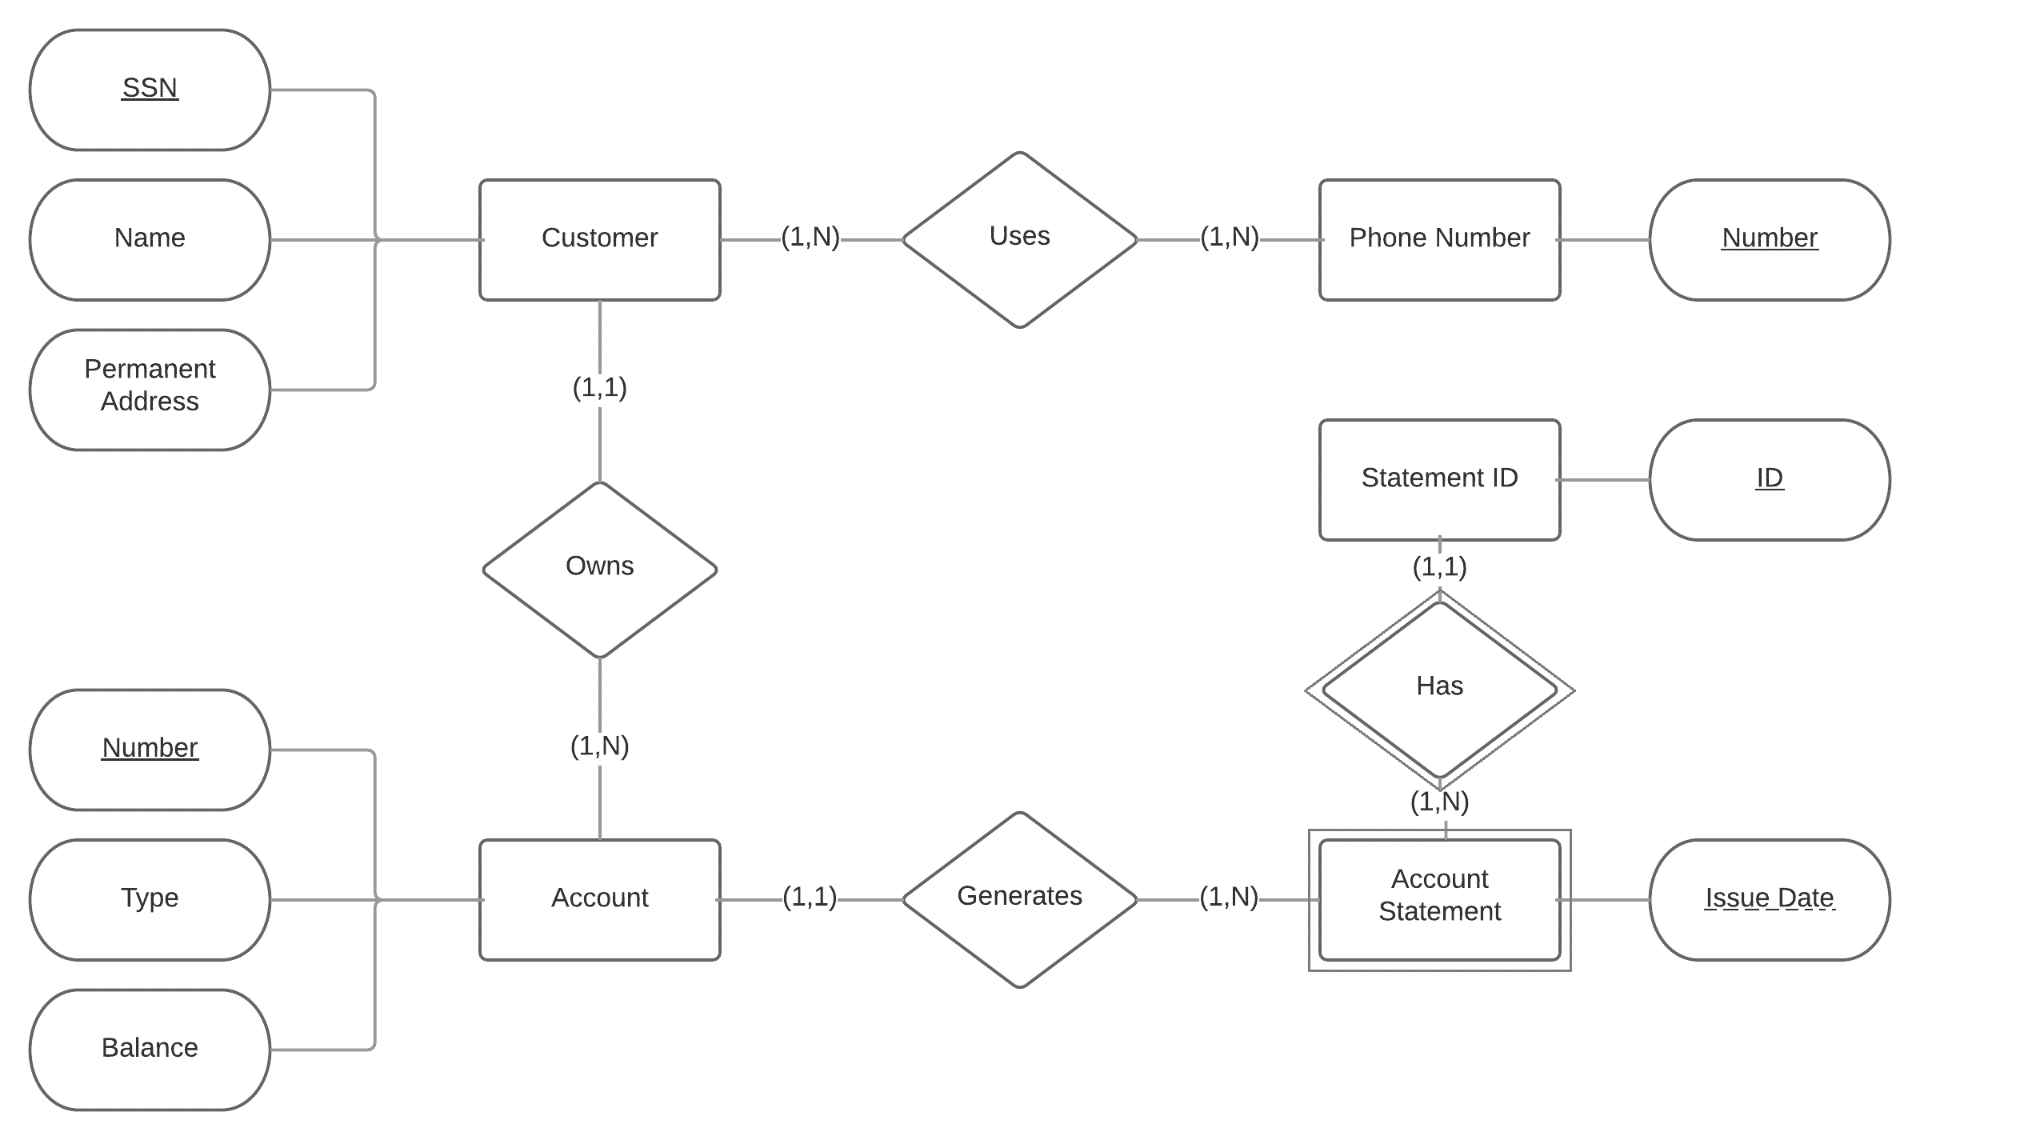 SSN
Name
Customer
(1,N)
Uses
(1,N)
Phone Number
Number
Permanent
Address
(1,1)
Statement ID
ID
Owns
(1,1)
Has
Number
(1,N)
(1,N)
Type
Account
(1,1)
Generates
(1,N)
Account
Statement
Issue Date
Balance